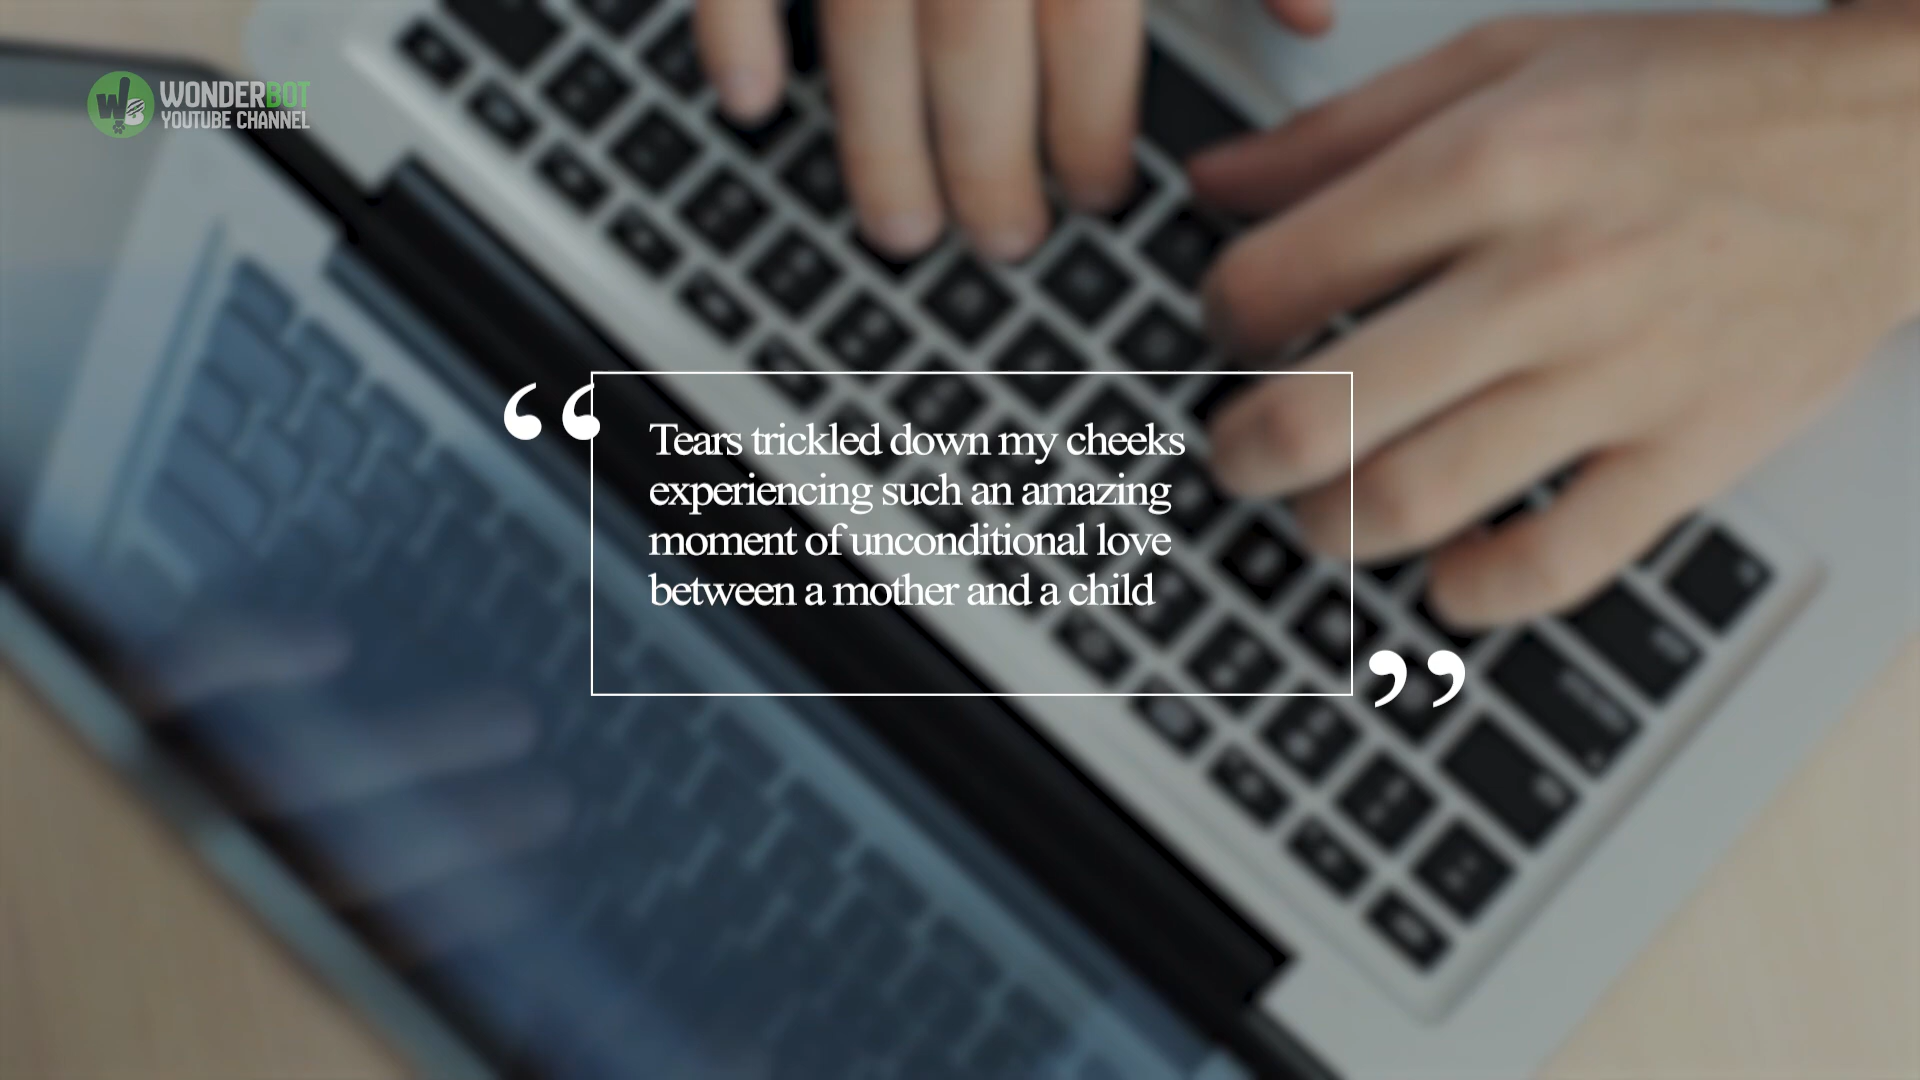 WONDERBOT
YOUTUBE CHANNEL
“
Tears trickled down my cheeks
experiencing such an amazing
moment of unconditional love
between a mother and a child
”